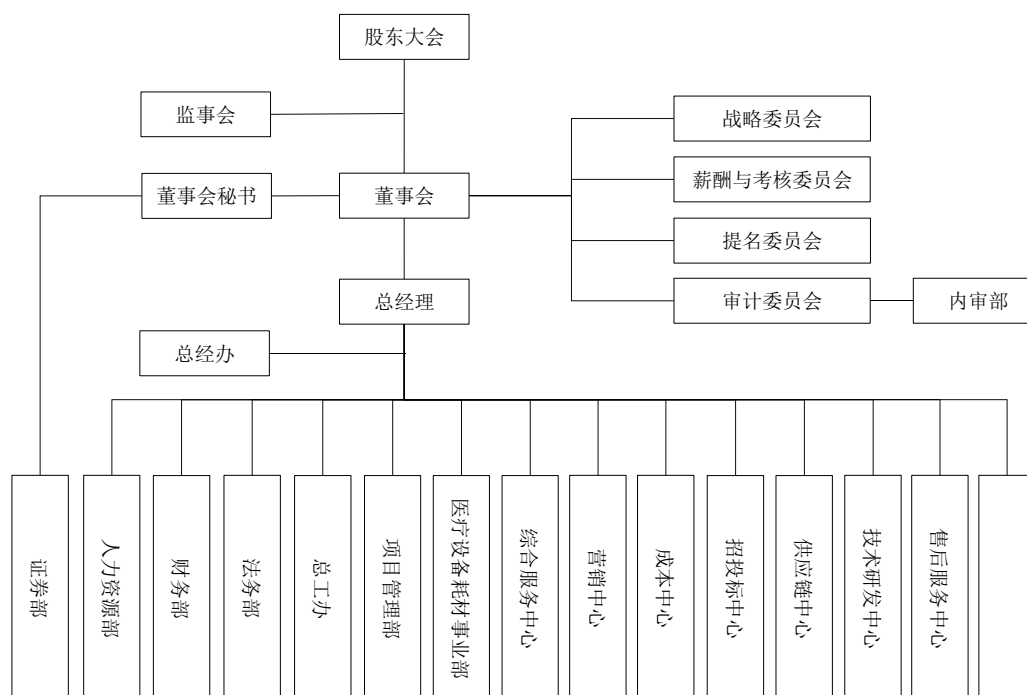 股东大会
监事会
战略委员会
薪酬与考核委员会
董事会秘书
董事会
提名委员会
总经理
审计委员会
内审部
总经办
证券部
人力资源部
财务部
法务部
总工办
项目管理部
医疗设备耗材事业部
综合服务中心
营销中心
成本中心
招投标中心
供应链中心
技术研发中心
售后服务中心